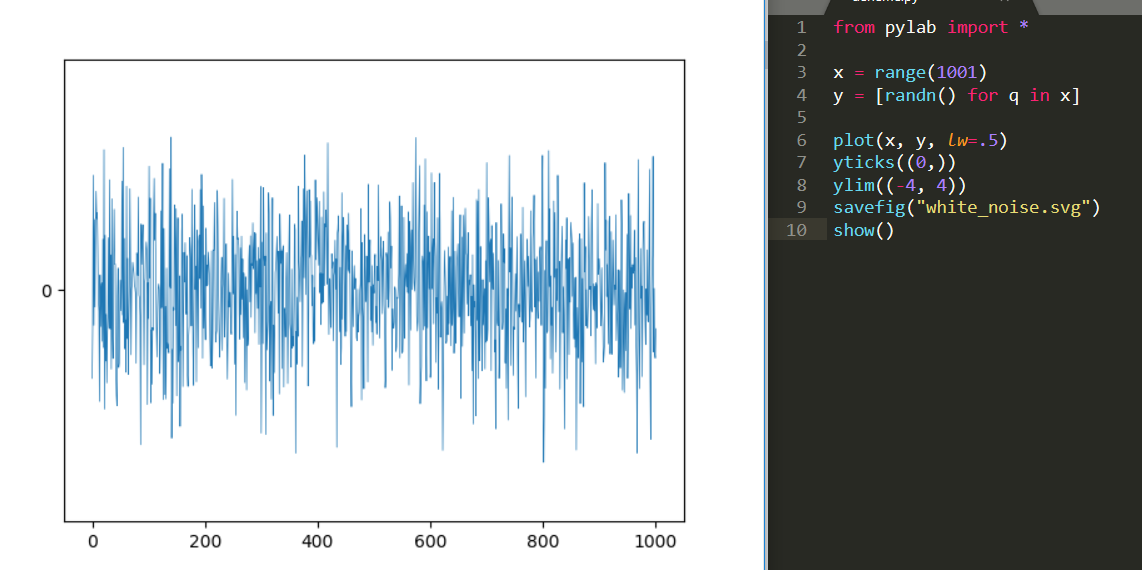 0
0 200 400 600 800 1000
1 from pylab import *
2
3 x = range(1001)
4 y = [randn() for q in x]
5
6 plot(x, y, lw=.5)
7 yticks((0,))
8 ylim((-4, 4))
9 savefig("white_noise.svg")
10 show()